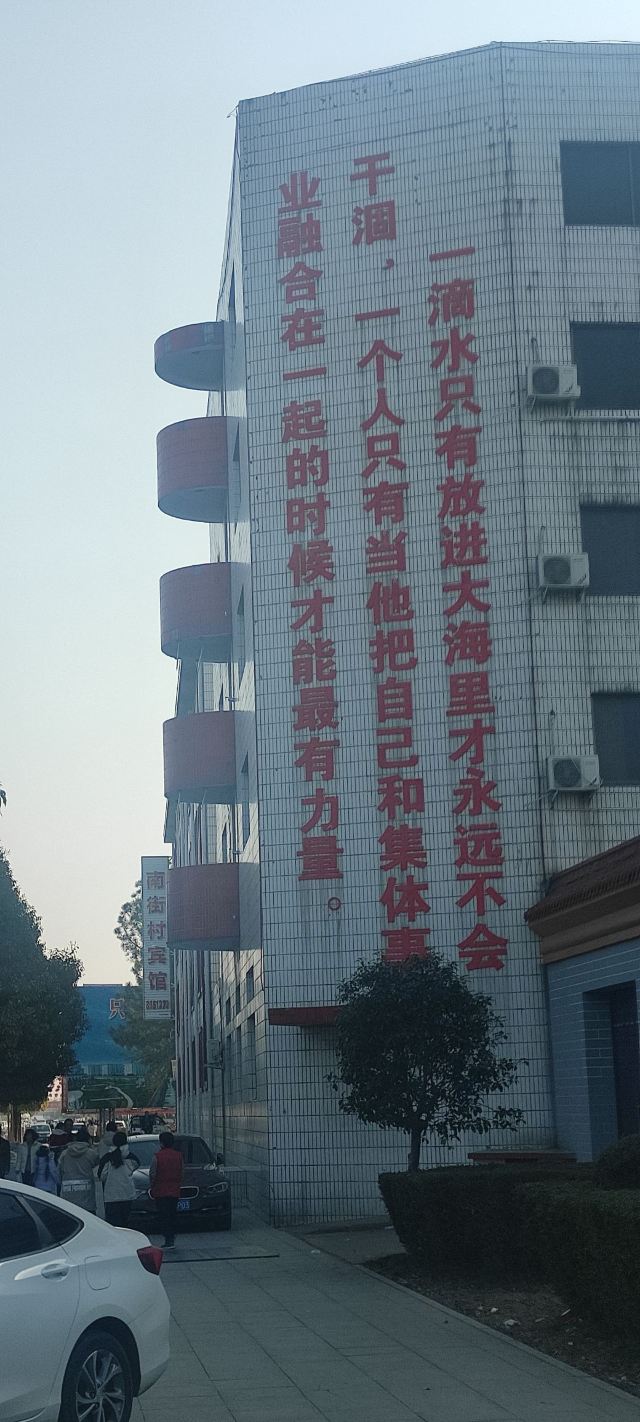 一滴水只有放进大海里才永远不会
干涸，一个人只有当他把自己和集体事
业融合在一起的时候才能最有力量。
南街村宾馆
只